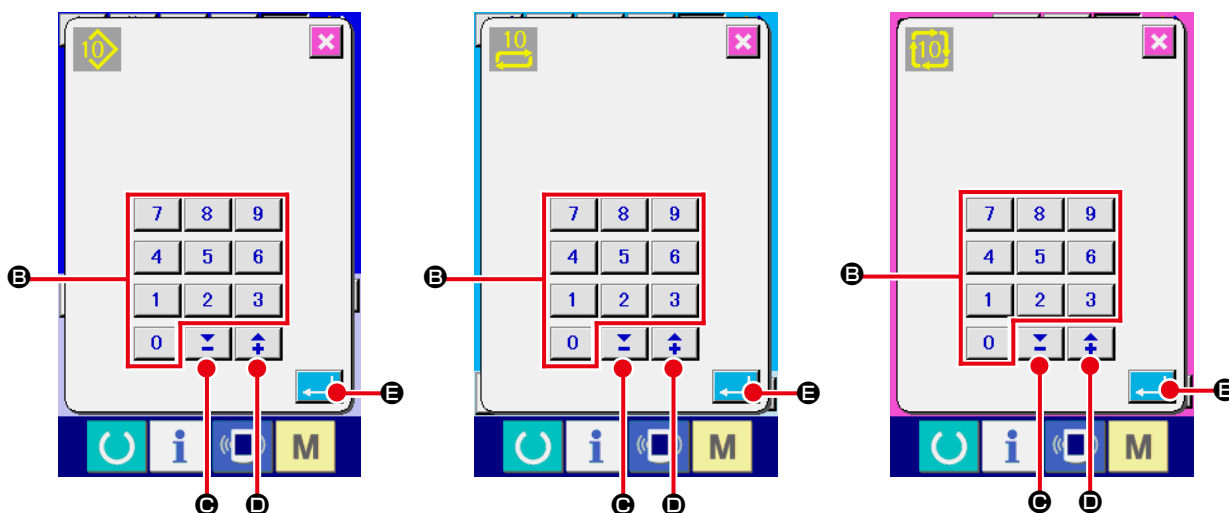 10 10 10
7 8 9 7 8 9 7 8 9
4 5 6 4 5 6 4 5 6
B B B
1 2 3 1 2 3 1 2 3
0 − + 0 − + 0 − +
E E E
i M i M i M
C D C D C D